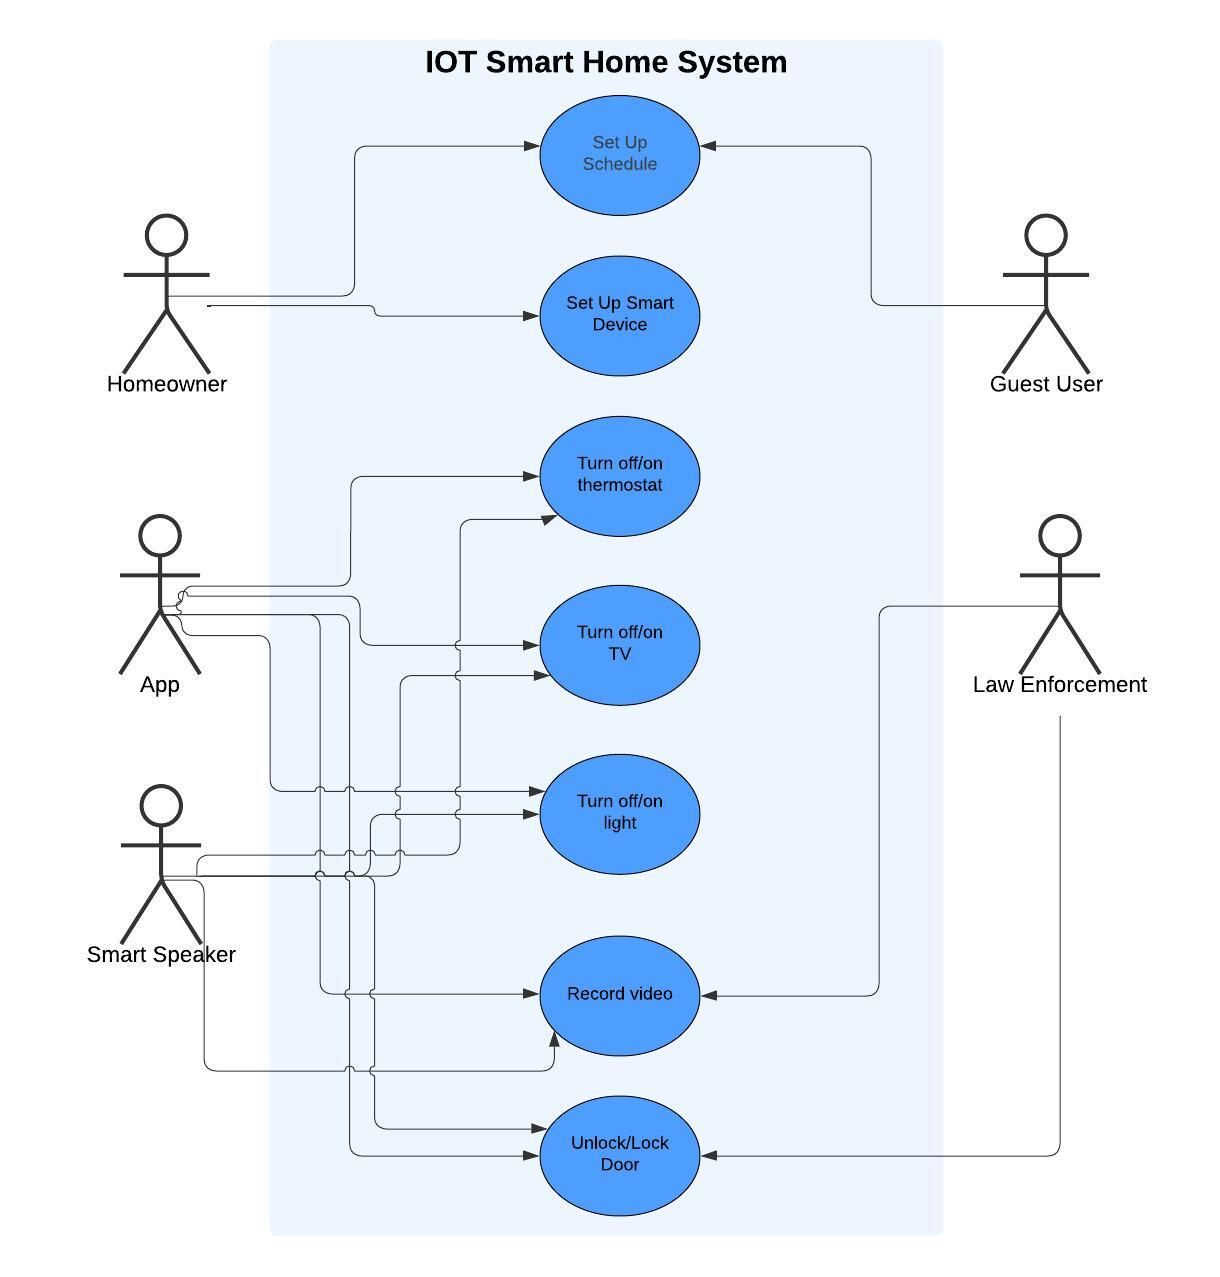 IOT Smart Home System
Set Up
Schedule
Set Up Smart
Device
Homeowner
Guest User
Turn off/on
thermostat
Turn off/on
TV
App
Law Enforcement
Turn off/on
light
Smart Speaker
Record video
Unlock/Lock
Door